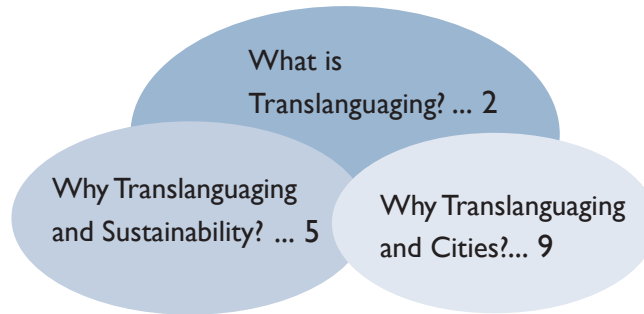 What is
Translanguaging? ... 2
Why Translanguaging
and Sustainability? ... 5
Why Translanguaging
and Cities?... 9